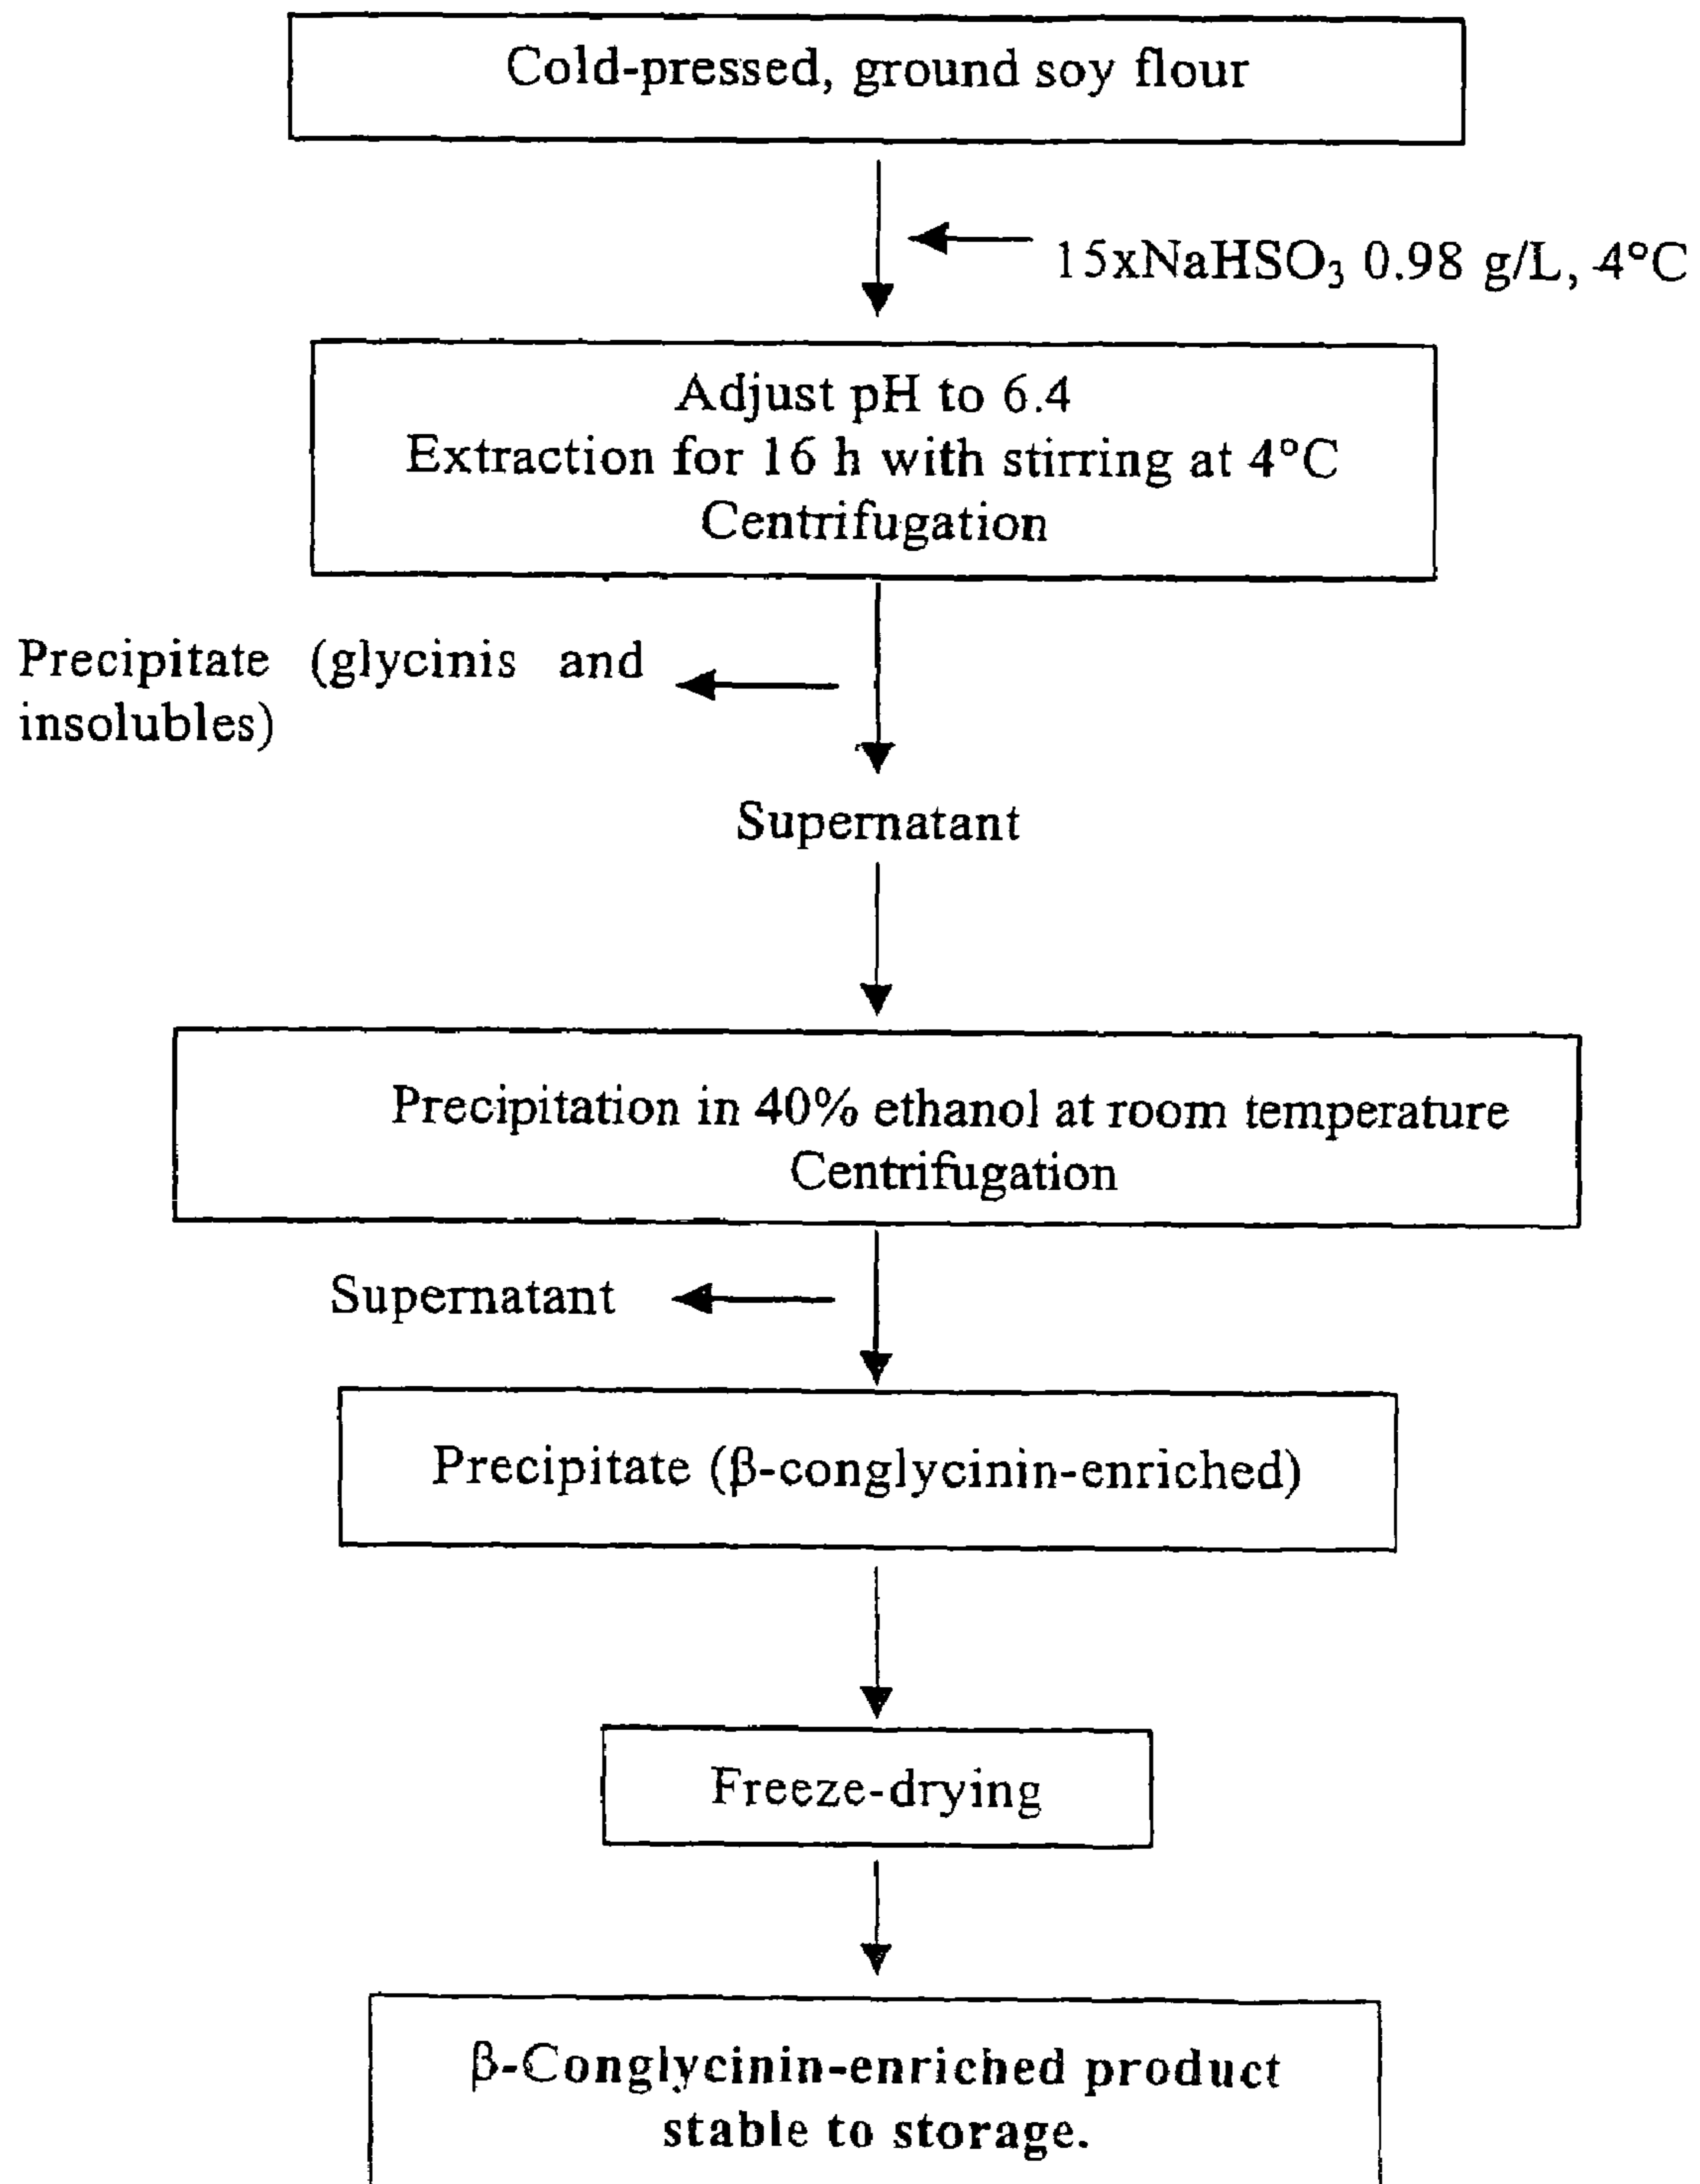 Cold-pressed, ground soy flour
15xNaHSO₃ 0.98 g/L, 4°C
Adjust pH to 6.4
Extraction for 16 h with stirring at 4°C
Centrifugation
Precipitate (glycinis and
insolubles)
Supernatant
Precipitation in 40% ethanol at room temperature
Centrifugation
Supernatant
Precipitate (β-conglycinin-enriched)
Freeze-drying
β-Conglycinin-enriched product
stable to storage.